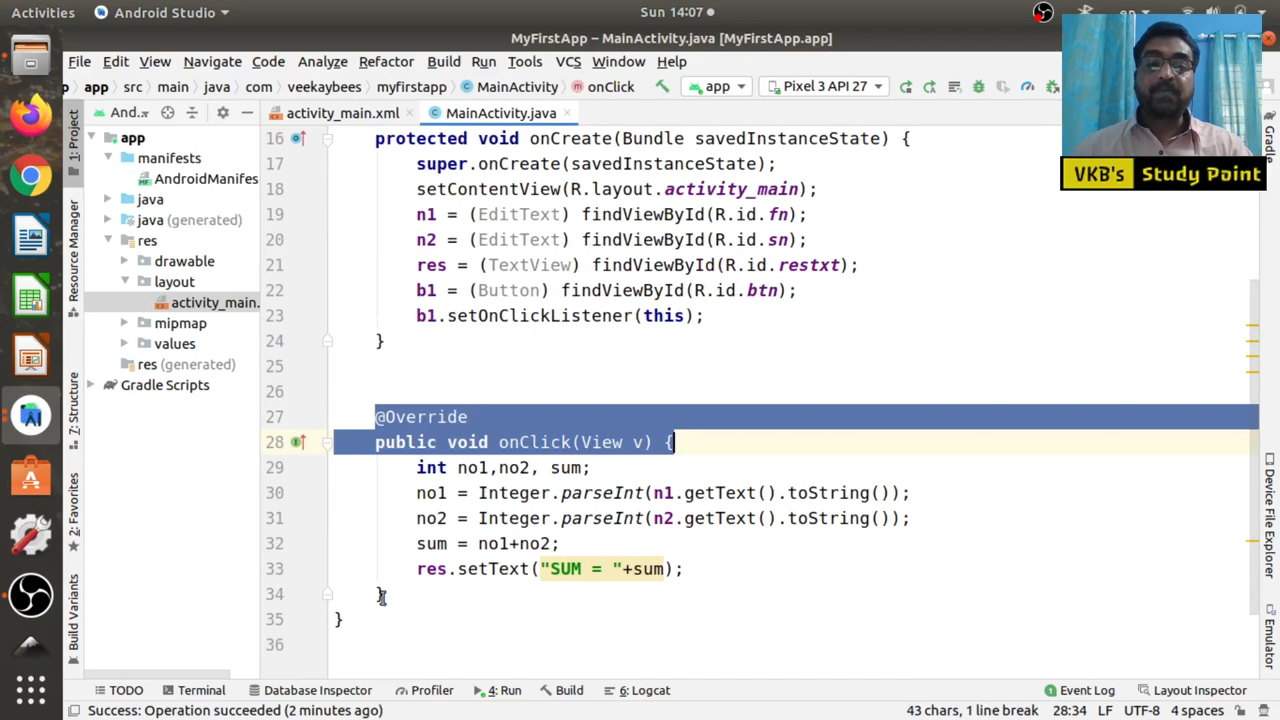 Activities
Android Studio
Sun 14:07
MyFirstApp – MainActivity.java [MyFirstApp.app]
File Edit View Navigate Code Analyze Refactor Build Run Tools VCS Window Help
app src main java com veekaybees myfirstapp MainActivity onClick app Pixel 3 API 27
VKB's Study Point
And.. activity_main.xml MainActivity.java
1: Project
Resource Manager
7: Structure
2: Favorites
Build Variants
app
manifests
AndroidManifes
java
java (generated)
res
drawable
layout
activity_main.
mipmap
values
res (generated)
Gradle Scripts
16 protected void onCreate(Bundle savedInstanceState) {
17 super.onCreate(savedInstanceState);
18 setContentView(R.layout.activity_main);
19 n1 = (EditText) findViewById(R.id.fn);
20 n2 = (EditText) findViewById(R.id.sn);
21 res = (TextView) findViewById(R.id.restxt);
22 b1 = (Button) findViewById(R.id.btn);
23 b1.setOnClickListener(this);
24 }
25
26
27 @Override
28 public void onClick(View v) {
29 int no1,no2, sum;
30 no1 = Integer.parseInt(n1.getText().toString());
31 no2 = Integer.parseInt(n2.getText().toString());
32 sum = no1+no2;
33 res.setText("SUM = "+sum);
34 }
35 }
36
Device File Explorer
Emulator
TODO Terminal Database Inspector Profiler 4: Run Build 6: Logcat 1 Event Log Layout Inspector
Success: Operation succeeded (2 minutes ago) 43 chars, 1 line break 28:34 LF UTF-8 4 spaces